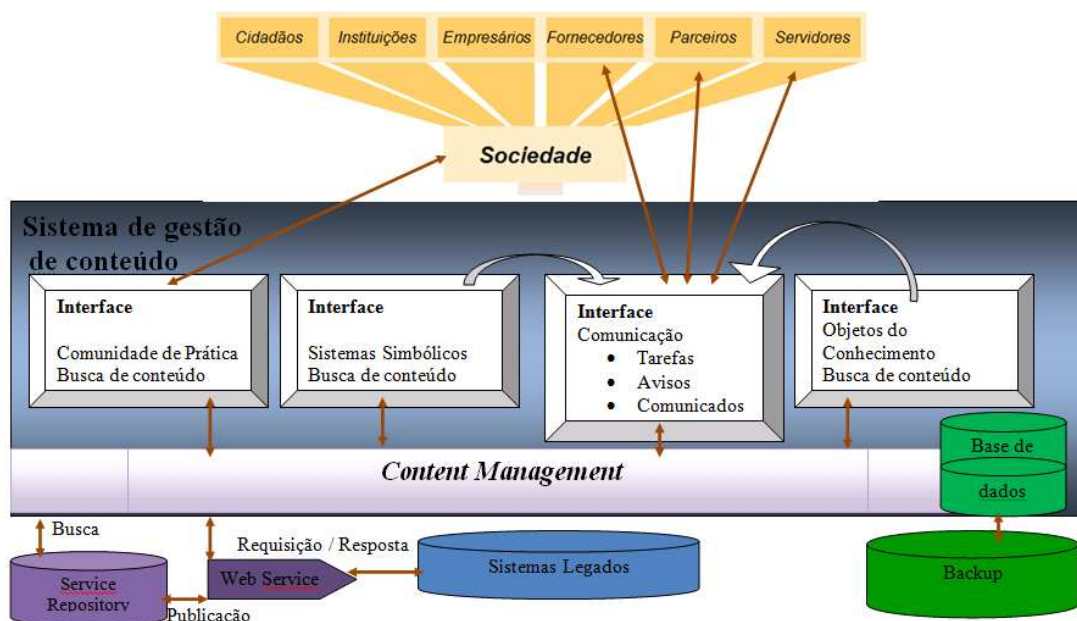 Cidadãos
Instituições
Empresários
Fornecedores
Parceiros
Servidores
Sociedade
Sistema de gestão
de conteúdo
Interface
Comunidade de Prática
Busca de conteúdo
Interface
Sistemas Simbólicos
Busca de conteúdo
Interface
Comunicação
• Tarefas
• Avisos
• Comunicados
Interface
Objetos do
Conhecimento
Busca de conteúdo
Content Management
Base de
dados
Busca
Requisição / Resposta
Service
Repository
Web Service
Publicação
Sistemas Legados
Backup